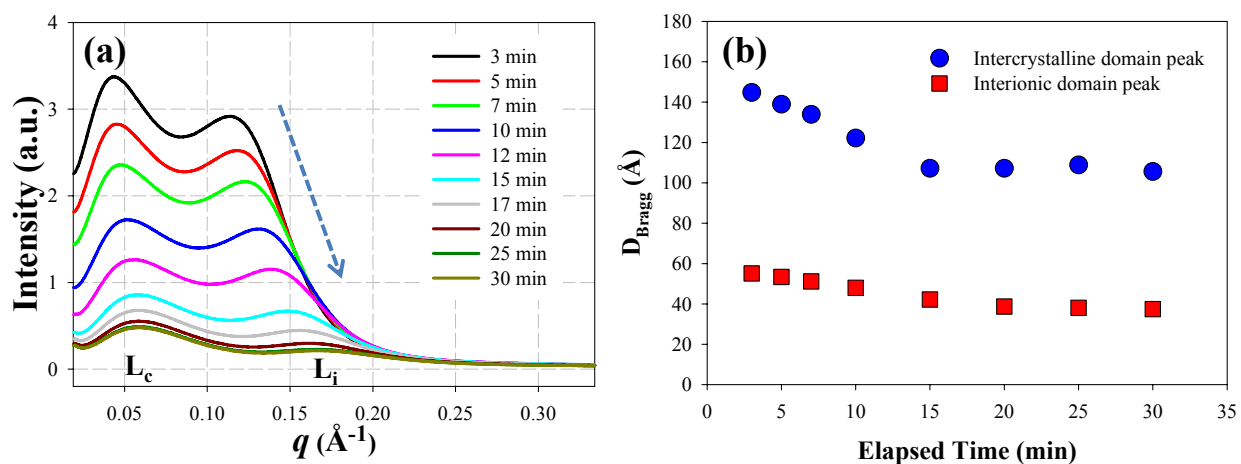 (a)
4
3
2
1
0
Intensity (a.u.)
3 min
5 min
7 min
10 min
12 min
15 min
17 min
20 min
25 min
30 min
Lc
Li
0.05 0.10 0.15 0.20 0.25 0.30
q (Å-1)
(b)
180
160
140
120
100
80
60
40
20
0
DBragg (Å)
Intercrystalline domain peak
Interionic domain peak
0 5 10 15 20 25 30 35
Elapsed Time (min)